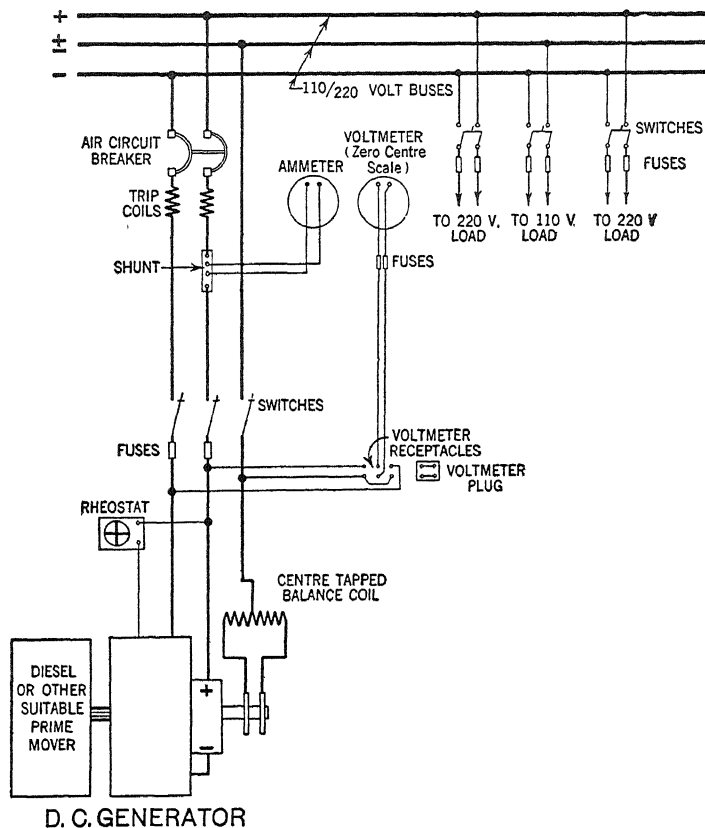 +
±
−
110/220 VOLT BUSES
AIR CIRCUIT
BREAKER
TRIP
COILS
SHUNT
AMMETER
VOLTMETER
(Zero Centre
Scale)
FUSES
SWITCHES
FUSES
TO 220 V.
LOAD
TO 110 V.
LOAD
TO 220 V
LOAD
SWITCHES
FUSES
VOLTMETER
RECEPTACLES
VOLTMETER
PLUG
RHEOSTAT
CENTRE TAPPED
BALANCE COIL
DIESEL
OR OTHER
SUITABLE
PRIME
MOVER
+
−
D. C. GENERATOR